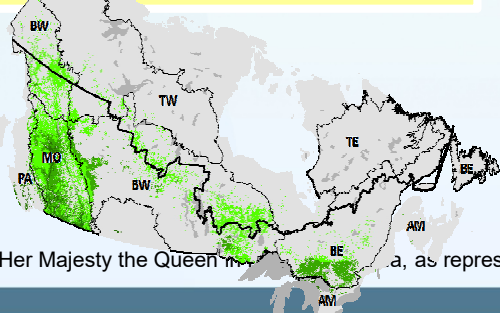 BW
TW
TE
MO
BE
PA BW
AM
BE
Her Majesty the Queen a, as repres
AM